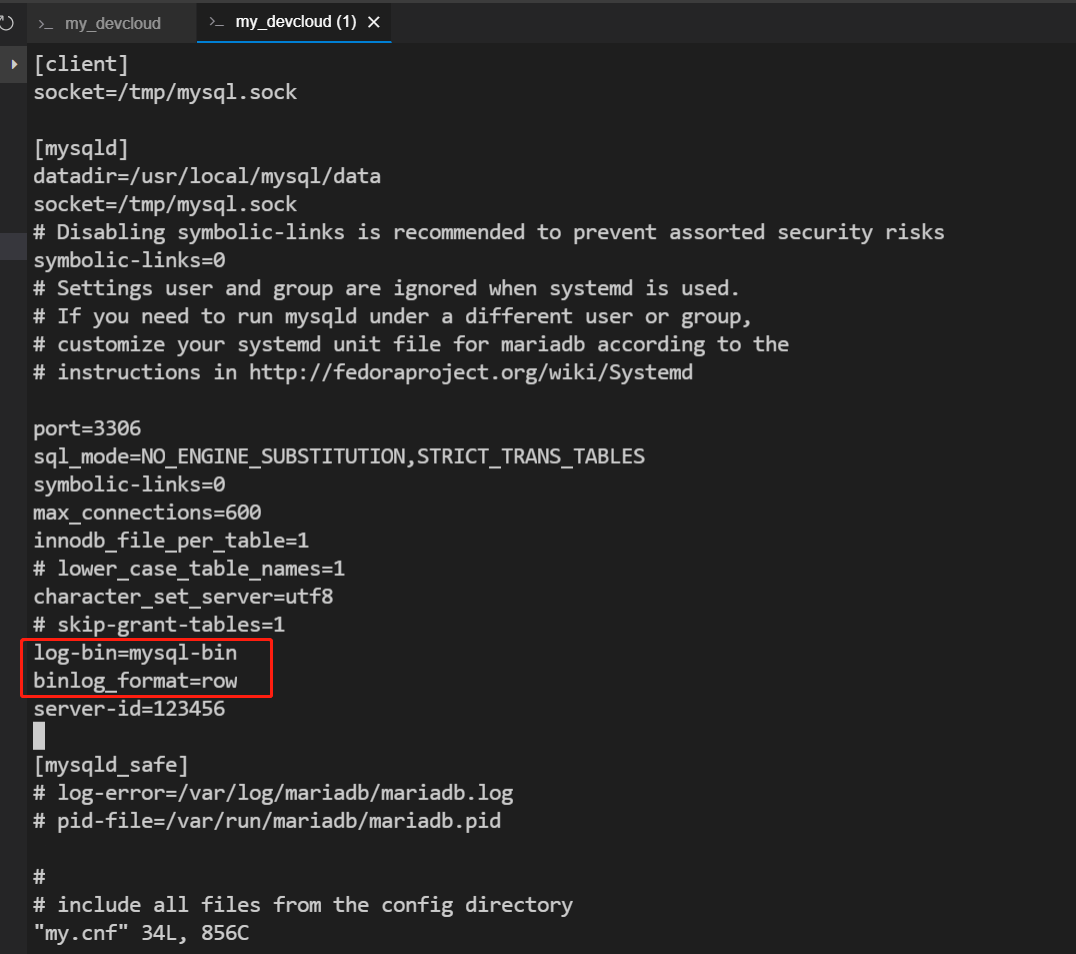 my_devcloud
my_devcloud (1)
[client]
socket=/tmp/mysql.sock
[mysqld]
datadir=/usr/local/mysql/data
socket=/tmp/mysql.sock
# Disabling symbolic-links is recommended to prevent assorted security risks
symbolic-links=0
# Settings user and group are ignored when systemd is used.
# If you need to run mysqld under a different user or group,
# customize your systemd unit file for mariadb according to the
# instructions in http://fedoraproject.org/wiki/Systemd
port=3306
sql_mode=NO_ENGINE_SUBSTITUTION,STRICT_TRANS_TABLES
symbolic-links=0
max_connections=600
innodb_file_per_table=1
# lower_case_table_names=1
character_set_server=utf8
# skip-grant-tables=1
log-bin=mysql-bin
binlog_format=row
server-id=123456
[mysqld_safe]
# log-error=/var/log/mariadb/mariadb.log
# pid-file=/var/run/mariadb/mariadb.pid
#
# include all files from the config directory
"my.cnf" 34L, 856C